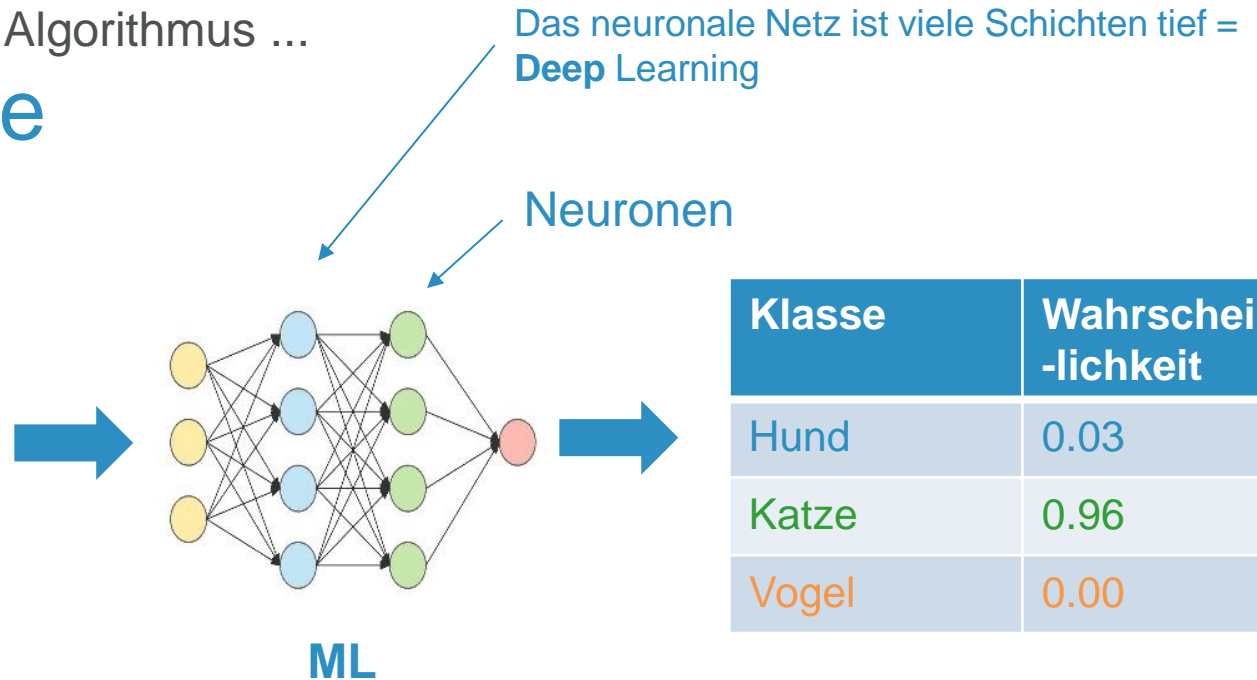 Algorithmus ...
e
Das neuronale Netz ist viele Schichten tief =
Deep Learning
Neuronen
Klasse
Wahrschei
-lichkeit
Hund
0.03
Katze
0.96
Vogel
0.00
ML